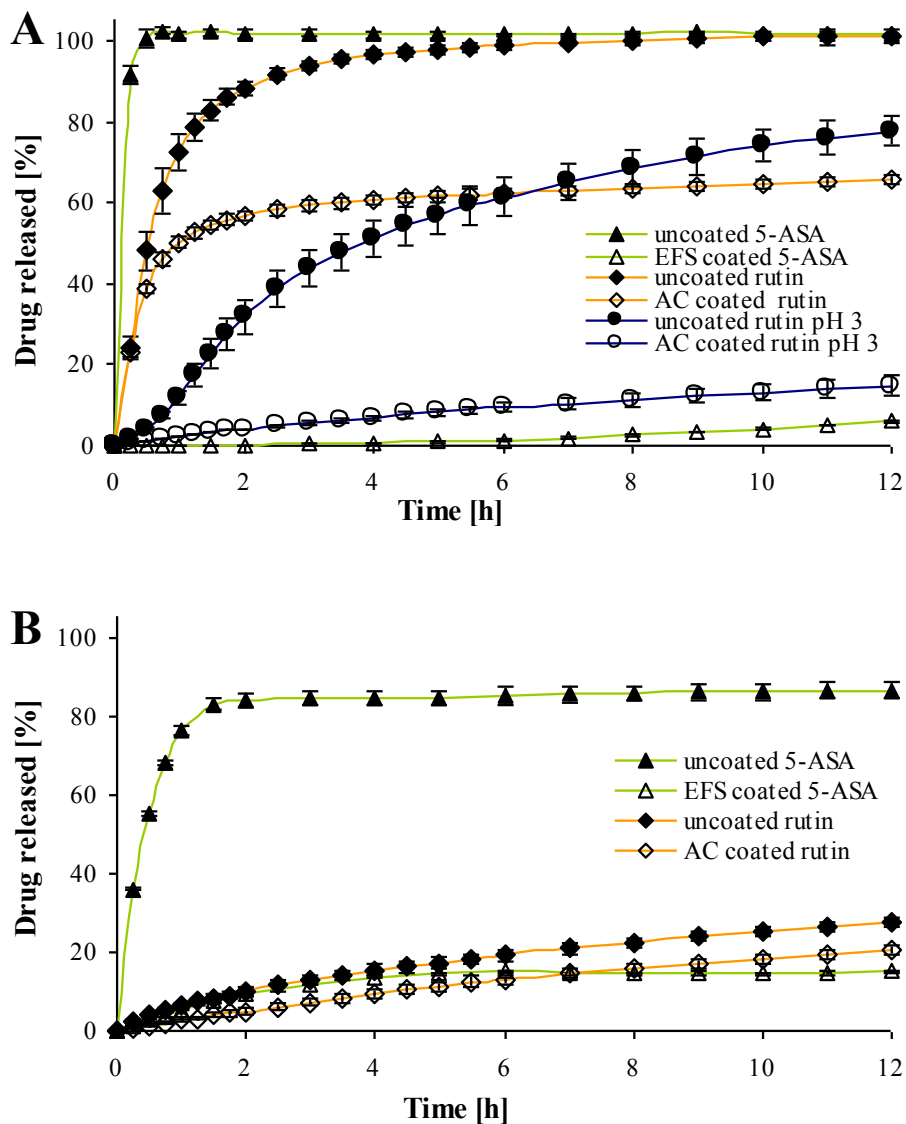 A
Drug released [%]
100
80
60
40
20
0
uncoated 5-ASA
EFS coated 5-ASA
uncoated rutin
AC coated rutin
uncoated rutin pH 3
AC coated rutin pH 3
0 2 4 6 8 10 12
Time [h]
B
Drug released [%]
100
80
60
40
20
0
uncoated 5-ASA
EFS coated 5-ASA
uncoated rutin
AC coated rutin
0 2 4 6 8 10 12
Time [h]